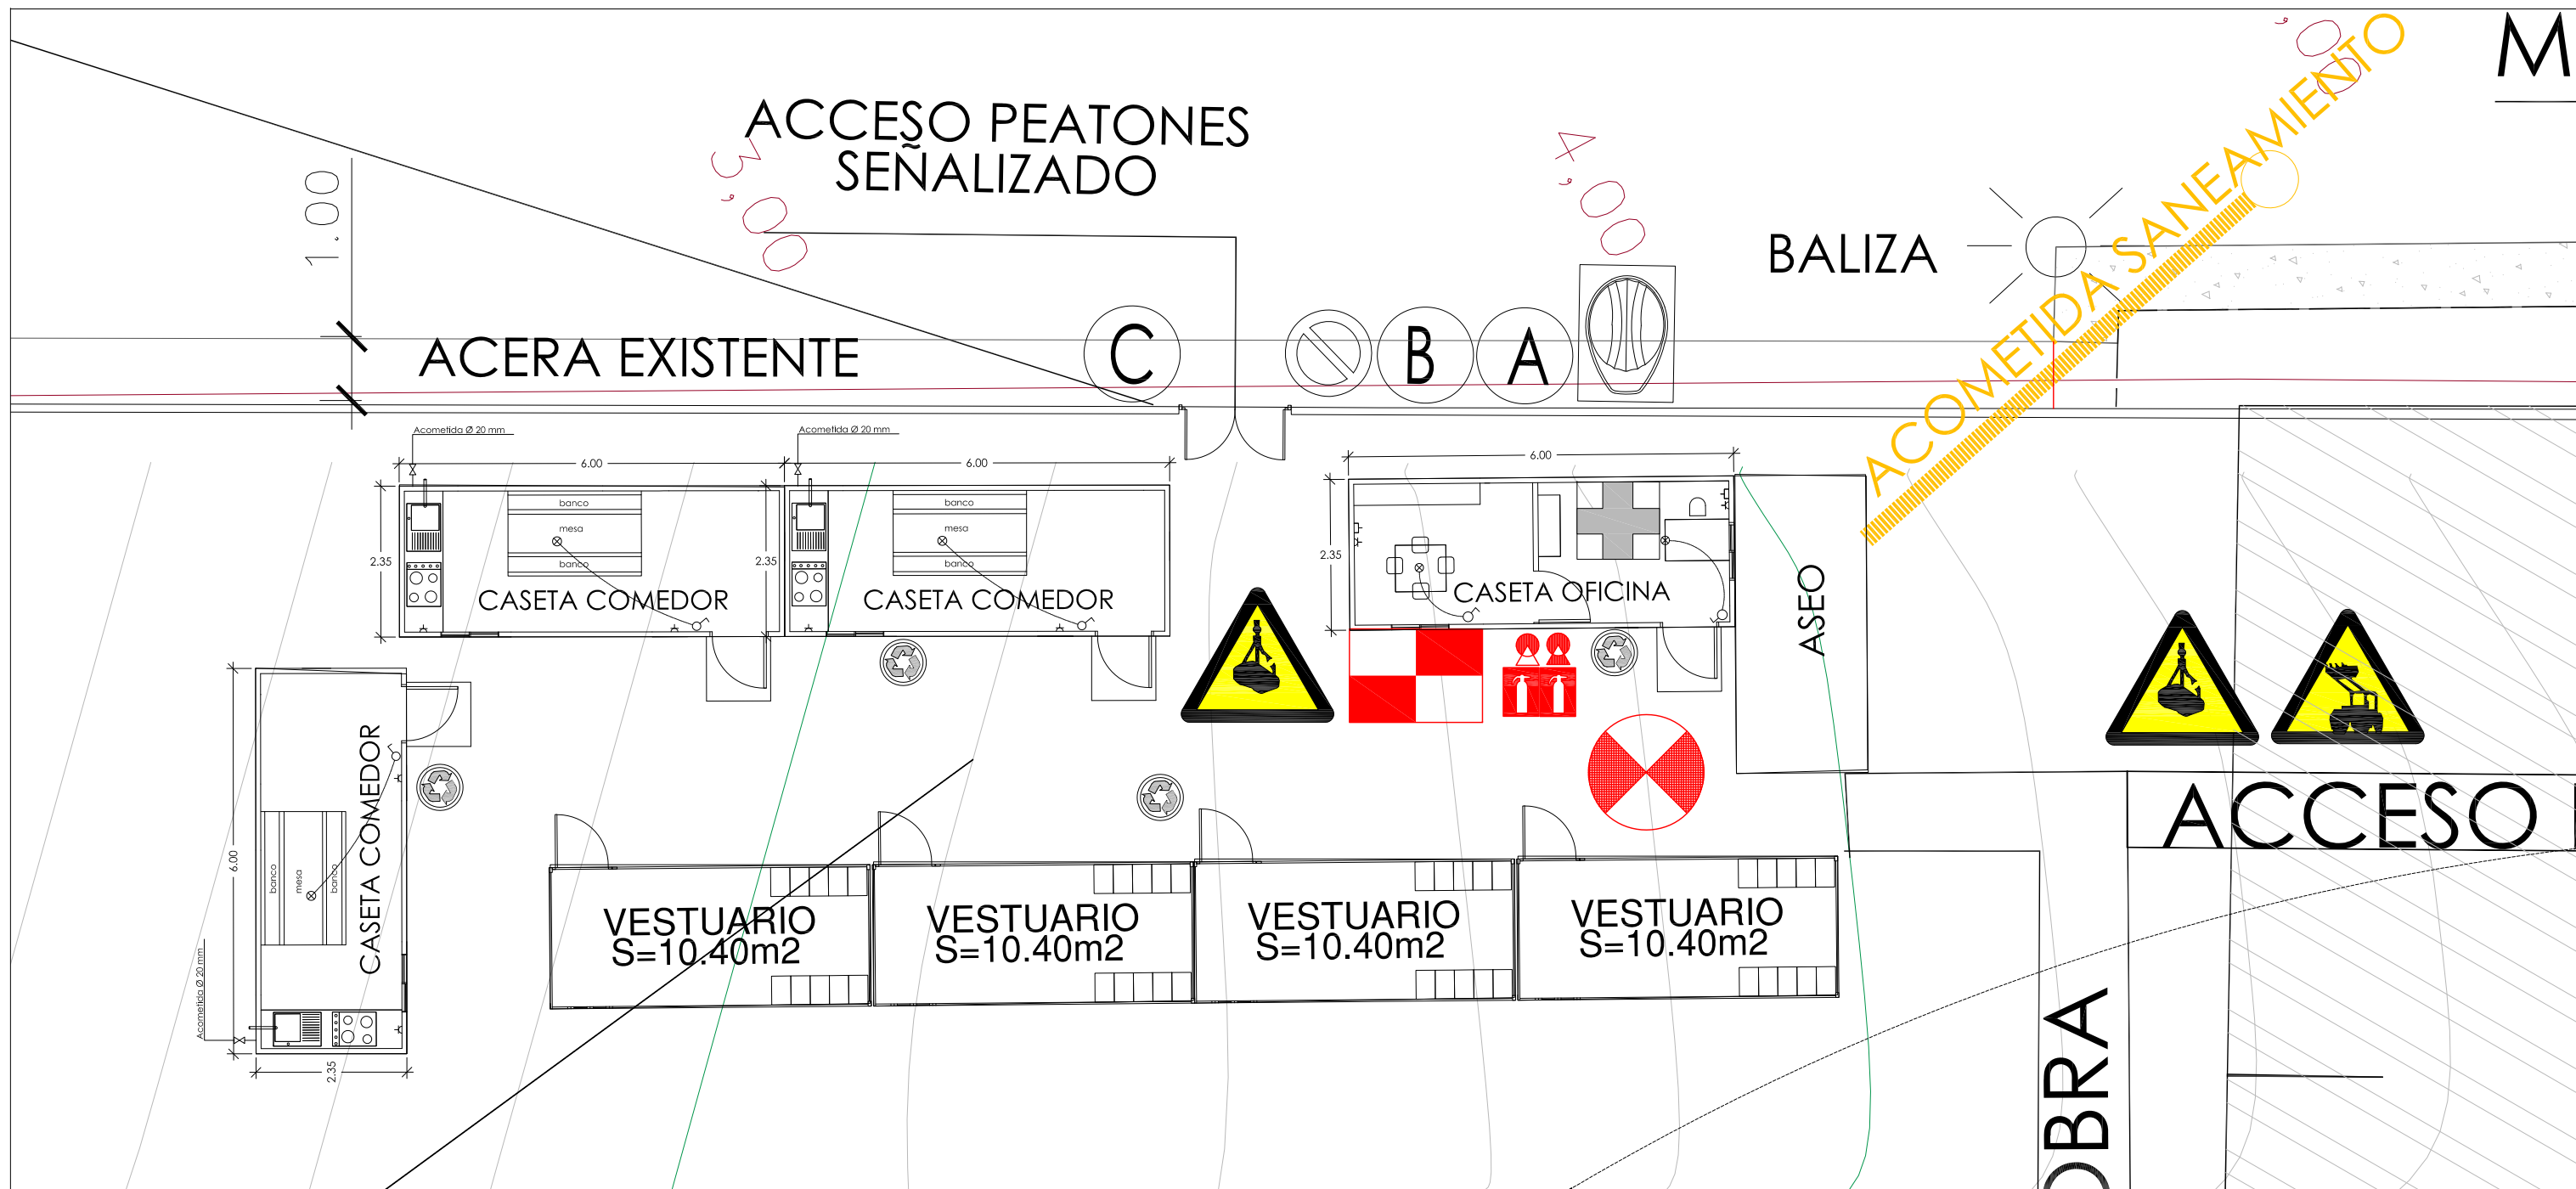 ,00
M
ACCESO PEATONES
SEÑALIZADO
3,00
4,00
1.00
BALIZA
ACOMETIDA SANEAMIENTO
ACERA EXISTENTE
C
B
A
Acometida Ø 20 mm
Acometida Ø 20 mm
6.00
6.00
6.00
2.35
banco
mesa
banco
CASETA COMEDOR
2.35
banco
mesa
banco
CASETA COMEDOR
2.35
CASETA OFICINA
ASEO
6.00
banco
mesa
banco
CASETA COMEDOR
Acometida Ø 20 mm
2.35
VESTUARIO
S=10.40m2
VESTUARIO
S=10.40m2
VESTUARIO
S=10.40m2
VESTUARIO
S=10.40m2
ACCESO
OBRA